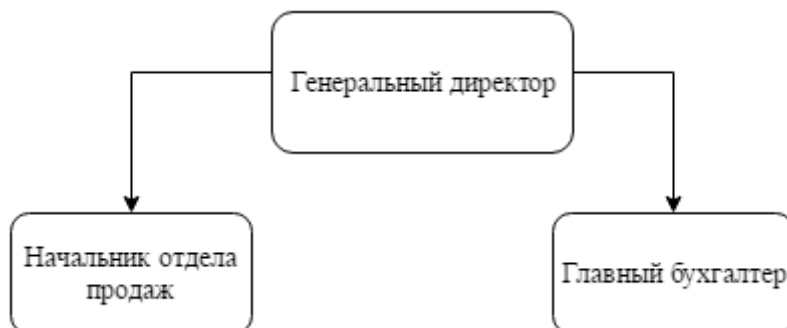 Генеральный директор
Начальник отдела
продаж
Главный бухгалтер